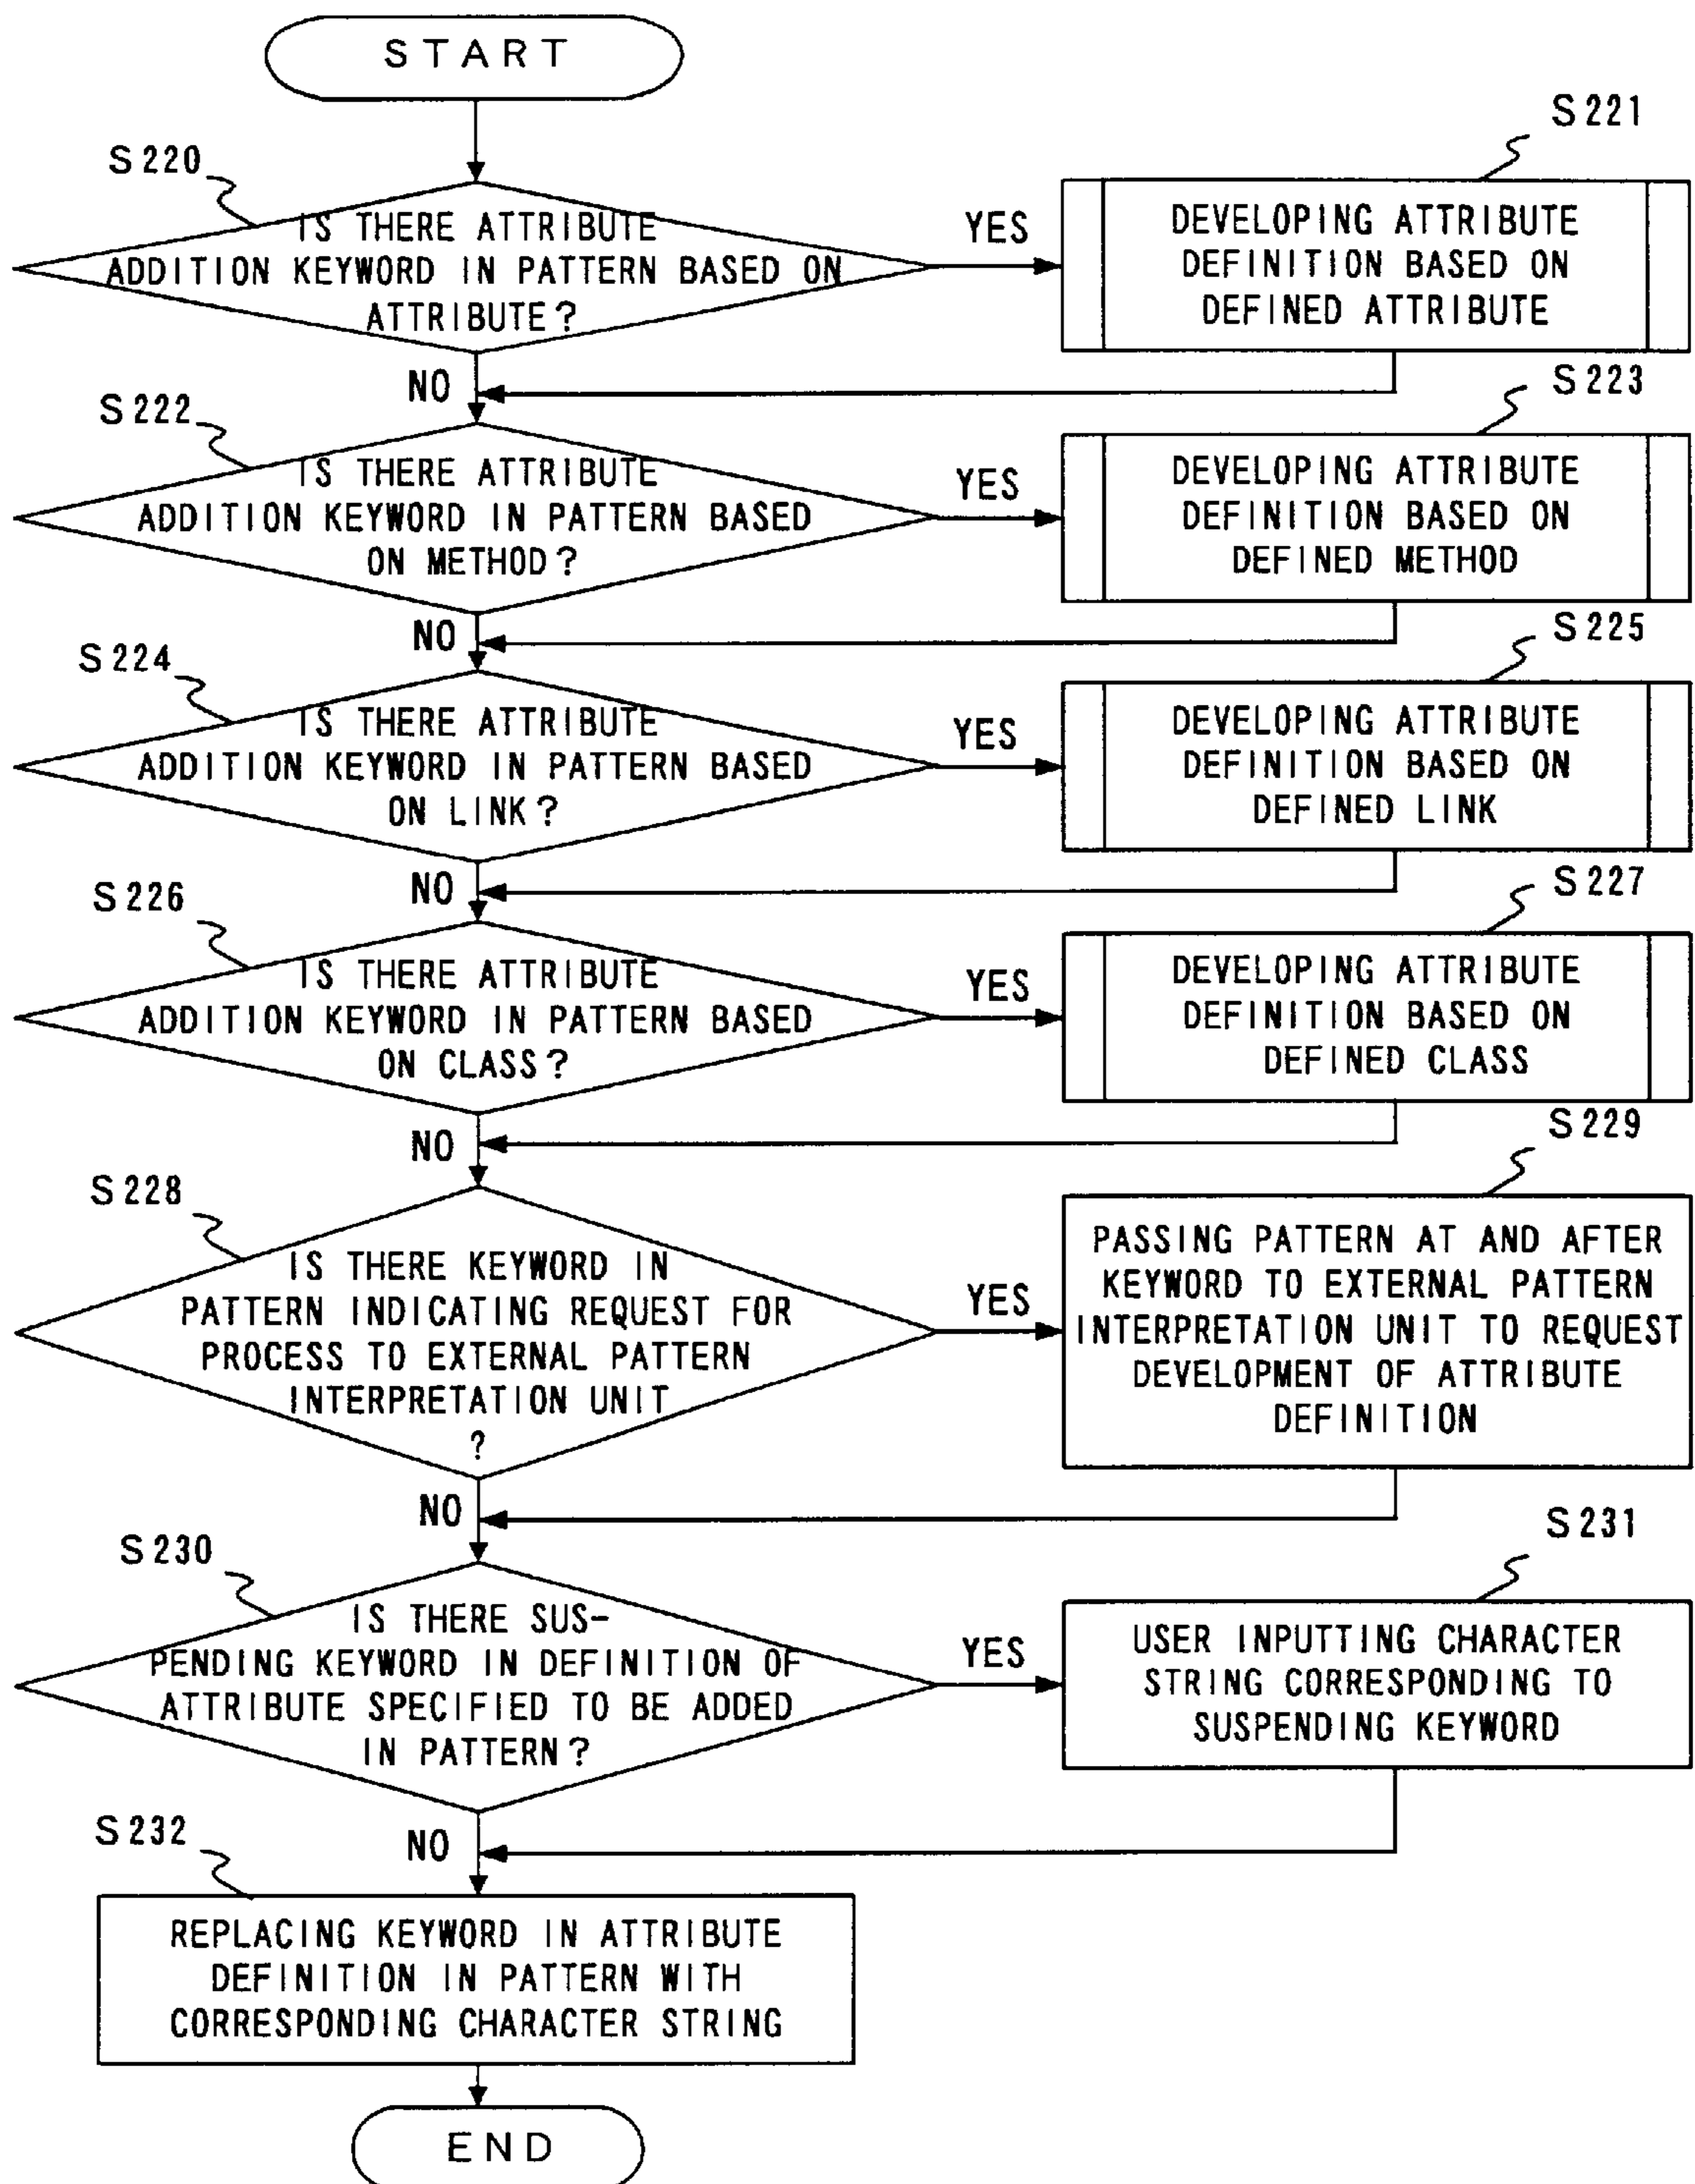 START
S221
S220
IS THERE ATTRIBUTE
ADDITION KEYWORD IN PATTERN BASED ON
ATTRIBUTE?
YES
DEVELOPING ATTRIBUTE
DEFINITION BASED ON
DEFINED ATTRIBUTE
NO
S223
S222
IS THERE ATTRIBUTE
ADDITION KEYWORD IN PATTERN BASED
ON METHOD?
YES
DEVELOPING ATTRIBUTE
DEFINITION BASED ON
DEFINED METHOD
NO
S225
S224
IS THERE ATTRIBUTE
ADDITION KEYWORD IN PATTERN BASED
ON LINK?
YES
DEVELOPING ATTRIBUTE
DEFINITION BASED ON
DEFINED LINK
NO
S227
S226
IS THERE ATTRIBUTE
ADDITION KEYWORD IN PATTERN BASED
ON CLASS?
YES
DEVELOPING ATTRIBUTE
DEFINITION BASED ON
DEFINED CLASS
NO
S229
S228
IS THERE KEYWORD IN
PATTERN INDICATING REQUEST FOR
PROCESS TO EXTERNAL PATTERN
INTERPRETATION UNIT
?
YES
PASSING PATTERN AT AND AFTER
KEYWORD TO EXTERNAL PATTERN
INTERPRETATION UNIT TO REQUEST
DEVELOPMENT OF ATTRIBUTE
DEFINITION
NO
S231
S230
IS THERE SUS-
PENDING KEYWORD IN DEFINITION OF
ATTRIBUTE SPECIFIED TO BE ADDED
IN PATTERN?
YES
USER INPUTTING CHARACTER
STRING CORRESPONDING TO
SUSPENDING KEYWORD
NO
S232
REPLACING KEYWORD IN ATTRIBUTE
DEFINITION IN PATTERN WITH
CORRESPONDING CHARACTER STRING
END